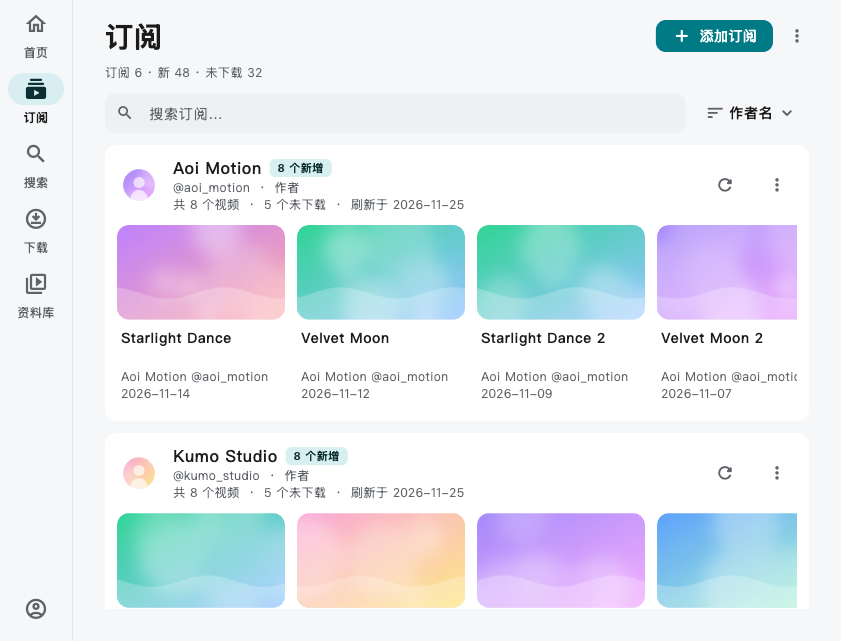 首页
订阅
搜索
下载
资料库
订阅
添加订阅
订阅 6 · 新 48 · 未下载 32
搜索订阅...
作者名
Aoi Motion 8 个新增
@aoi_motion · 作者
共 8 个视频 · 5 个未下载 · 刷新于 2026-11-25
Starlight Dance
Aoi Motion @aoi_motion
2026-11-14
Velvet Moon
Aoi Motion @aoi_motion
2026-11-12
Starlight Dance 2
Aoi Motion @aoi_motion
2026-11-09
Velvet Moon 2
Aoi Motion @aoi_motic
2026-11-07
Kumo Studio 8 个新增
@kumo_studio · 作者
共 8 个视频 · 5 个未下载 · 刷新于 2026-11-25